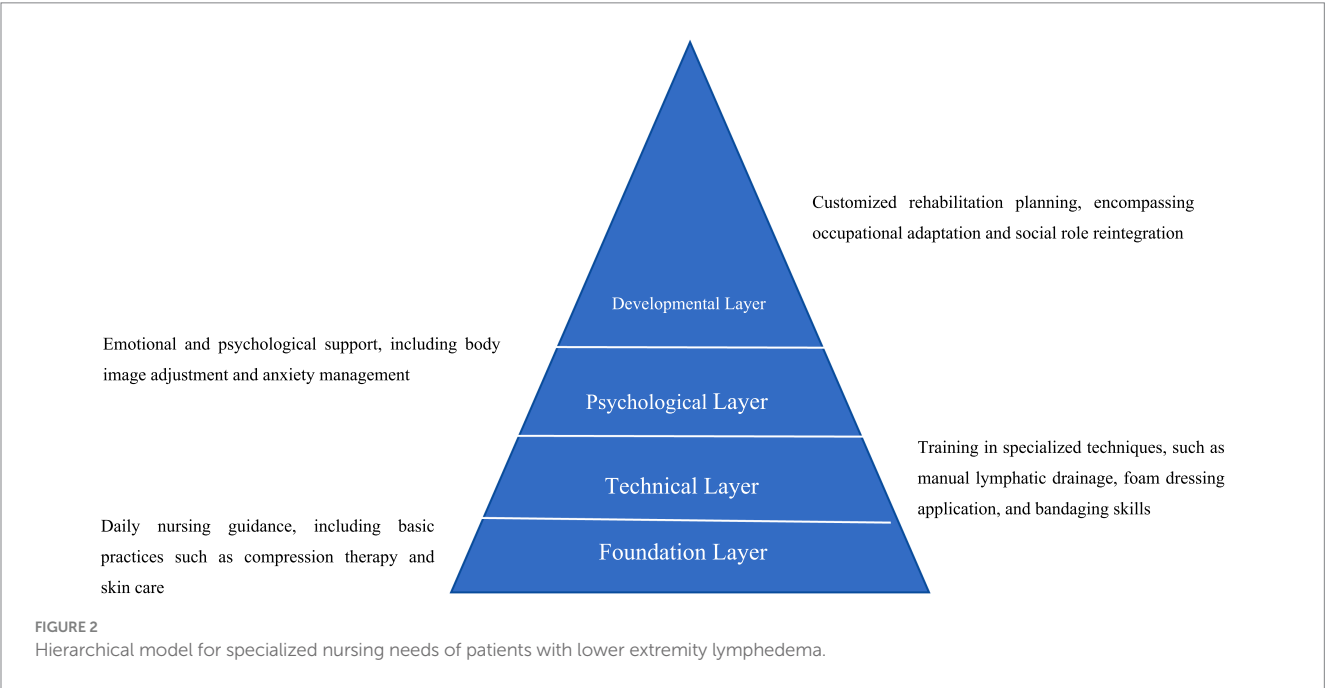 Customized rehabilitation planning, encompassing
occupational adaptation and social role reintegration
Developmental Layer
Emotional and psychological support, including body
image adjustment and anxiety management
Psychological Layer
Training in specialized techniques, such as
manual lymphatic drainage, foam dressing
application, and bandaging skills
Technical Layer
Daily nursing guidance, including basic
practices such as compression therapy and
skin care
Foundation Layer
FIGURE 2
Hierarchical model for specialized nursing needs of patients with lower extremity lymphedema.